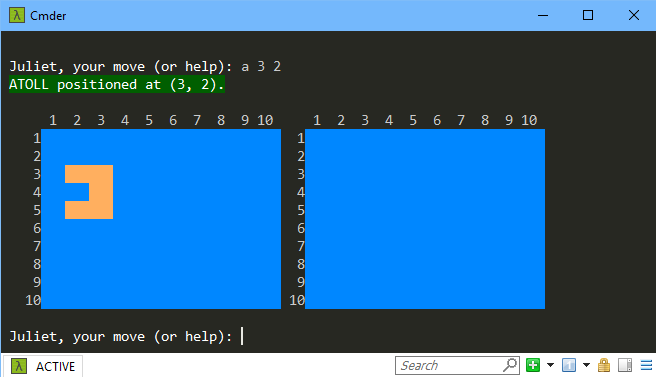 Cmder
Juliet, your move (or help): a 3 2
ATOLL positioned at (3, 2).
1 2 3 4 5 6 7 8 9 10 1 2 3 4 5 6 7 8 9 10
1 1
2 2
3 3
4 4
5 5
6 6
7 7
8 8
9 9
10 10
Juliet, your move (or help):
λ ACTIVE Search 1